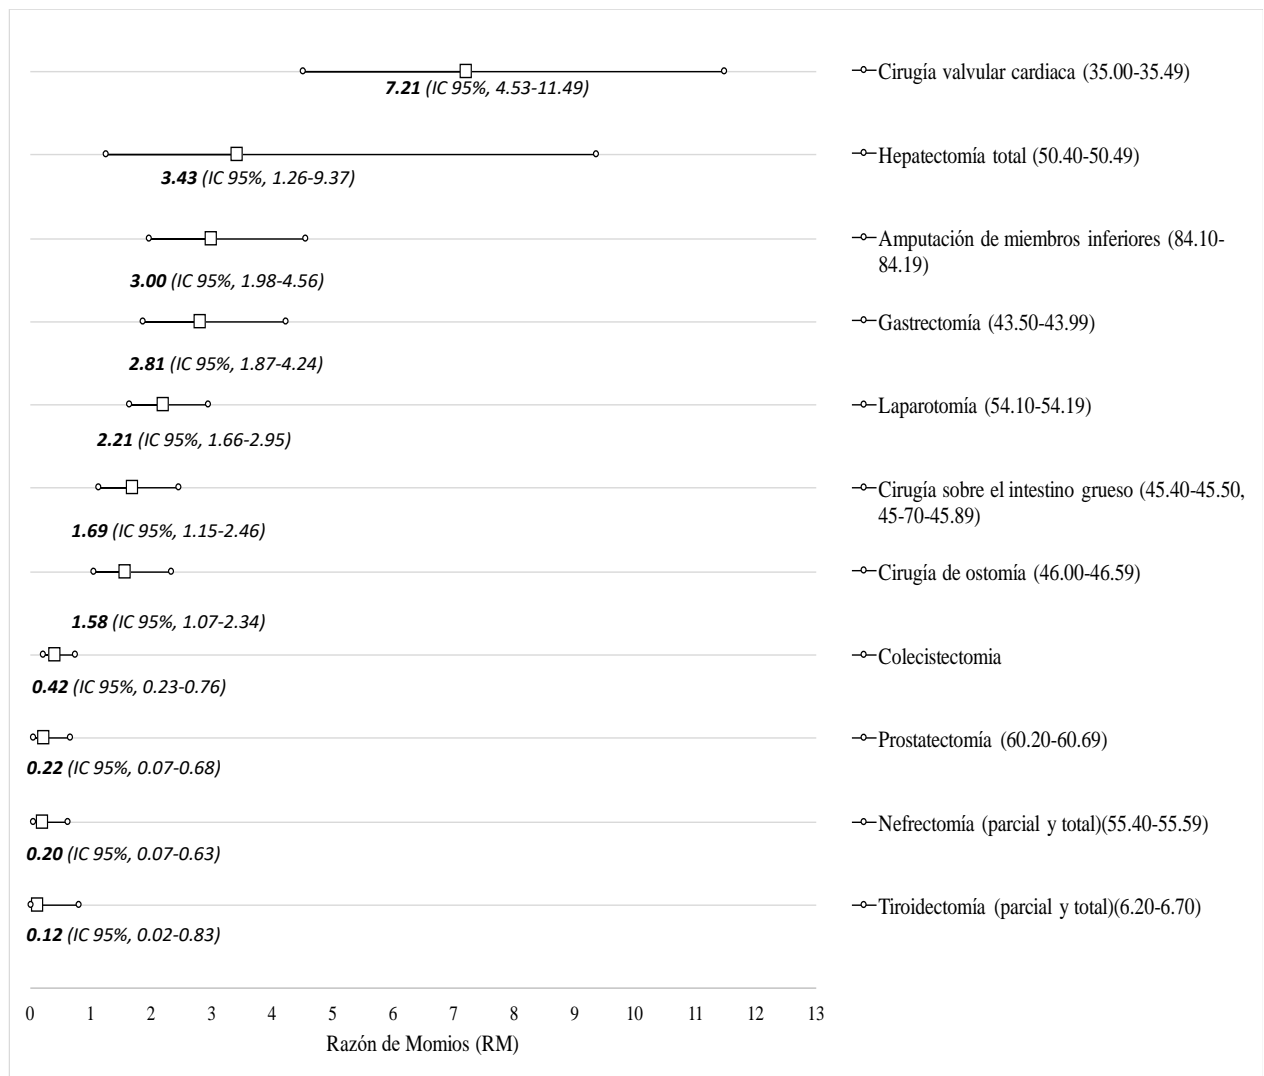 Cirugía valvular cardiaca (35.00-35.49)
7.21 (IC 95%, 4.53-11.49)
Hepatectomía total (50.40-50.49)
3.43 (IC 95%, 1.26-9.37)
Amputación de miembros inferiores (84.10-
84.19)
3.00 (IC 95%, 1.98-4.56)
Gastrectomía (43.50-43.99)
2.81 (IC 95%, 1.87-4.24)
Laparotomía (54.10-54.19)
2.21 (IC 95%, 1.66-2.95)
Cirugía sobre el intestino grueso (45.40-45.50,
45-70-45.89)
1.69 (IC 95%, 1.15-2.46)
Cirugía de ostomía (46.00-46.59)
1.58 (IC 95%, 1.07-2.34)
Colecistectomia
0.42 (IC 95%, 0.23-0.76)
Prostatectomía (60.20-60.69)
0.22 (IC 95%, 0.07-0.68)
Nefrectomía (parcial y total)(55.40-55.59)
0.20 (IC 95%, 0.07-0.63)
Tiroidectomía (parcial y total)(6.20-6.70)
0.12 (IC 95%, 0.02-0.83)
0 1 2 3 4 5 6 7 8 9 10 11 12 13
Razón de Momios (RM)